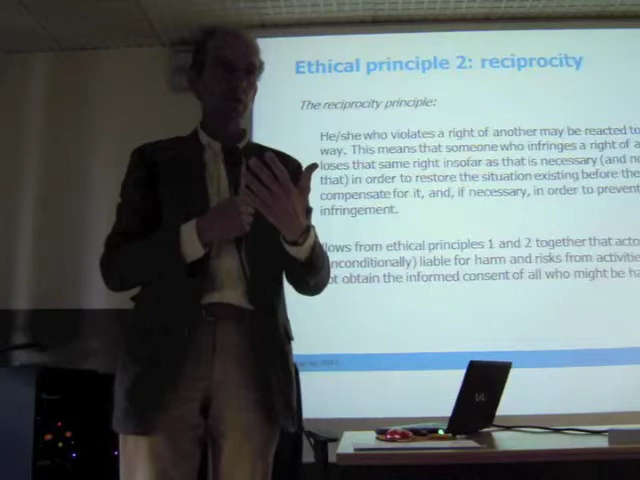 Ethical principle 2: reciprocity
The reciprocity principle:
He/she who violates a right of another may be reacted to
way. This means that someone who infringes a right of a
loses that same right insofar as that is necessary (and no
that) in order to restore the situation existing before the
compensate for it, and, if necessary, in order to prevent
infringement.
llows from ethical principles 1 and 2 together that acto
nconditionally) liable for harm and risks from activities
ot obtain the informed consent of all who might be ha